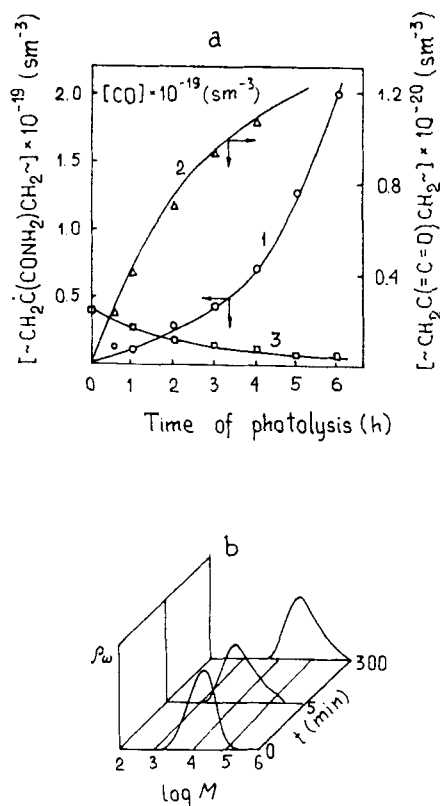 a
[~CH₂Ċ(CONH₂)CH₂~] × 10⁻¹⁹ (sm⁻³)
[CO] × 10⁻¹⁹ (sm⁻³)
[~CH₂C(=C=O)CH₂~] × 10⁻²⁰ (sm⁻³)
2.0
1.5
1.0
0.5
1.2
0.8
0.4
2
1
3
0 1 2 3 4 5 6
Time of photolysis (h)
b
ρω
300
5
0
t (min)
2 3 4 5 6
log M